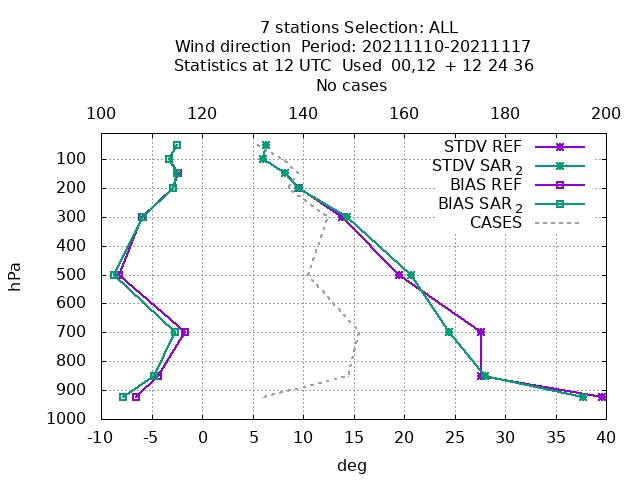 7 stations Selection: ALL
Wind direction  Period: 20211110-20211117
Statistics at 12 UTC  Used  00,12  + 12 24 36
No cases
100 120 140 160 180 200
STDV REF
STDV SAR 2
BIAS REF
BIAS SAR 2
CASES
hPa
100
200
300
400
500
600
700
800
900
1000
-10 -5 0 5 10 15 20 25 30 35 40
deg